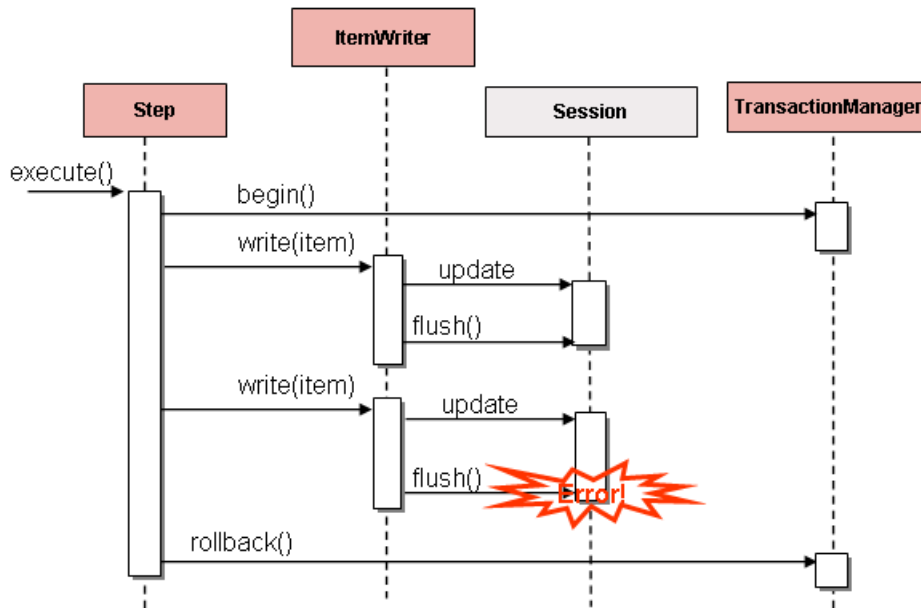 ItemWriter
Step
Session
TransactionManager
execute()
begin()
write(item)
update
flush()
write(item)
update
flush()
Error!
rollback()